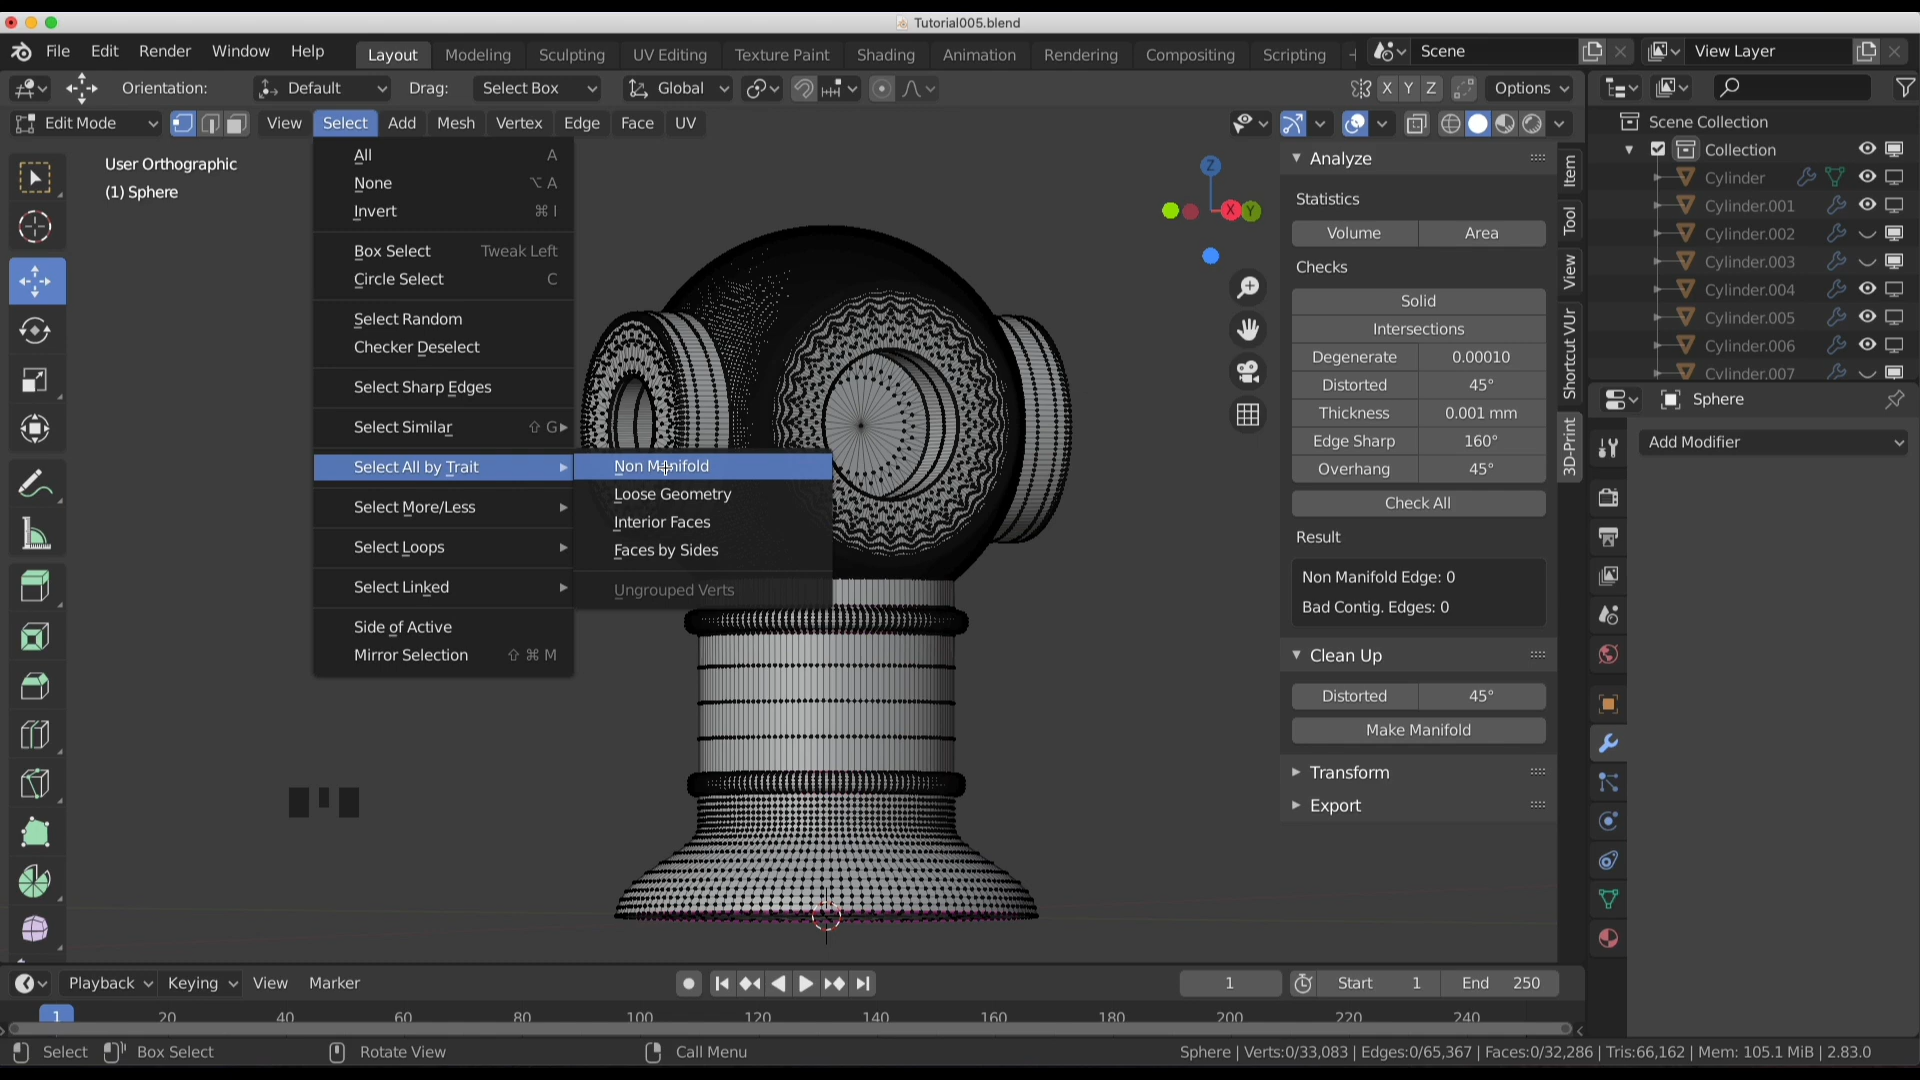 Tutorial005.blend
File Edit Render Window Help Layout Modeling Sculpting UV Editing Texture Paint Shading Animation Rendering Compositing Scripting Scene View Layer
Orientation: Default Drag: Select Box Global X Y Z Options
Edit Mode View Select Add Mesh Vertex Edge Face UV
User Orthographic
(1) Sphere
All A
None ⌥ A
Invert ⌘ I
Box Select Tweak Left
Circle Select C
Select Random
Checker Deselect
Select Sharp Edges
Select Similar ⇧ G
Select All by Trait
Select More/Less
Select Loops
Select Linked
Side of Active
Mirror Selection ⇧ ⌘ M
Non Manifold
Loose Geometry
Interior Faces
Faces by Sides
Ungrouped Verts
Z
X
Y
Analyze
Statistics
Volume Area
Checks
Solid
Intersections
Degenerate 0.00010
Distorted 45°
Thickness 0.001 mm
Edge Sharp 160°
Overhang 45°
Check All
Result
Non Manifold Edge: 0
Bad Contig. Edges: 0
Clean Up
Distorted 45°
Make Manifold
Transform
Export
Item
Tool
View
Shortcut VUr
3D-Print
Scene Collection
Collection
Cylinder
Cylinder.001
Cylinder.002
Cylinder.003
Cylinder.004
Cylinder.005
Cylinder.006
Cylinder.007
Sphere
Add Modifier
Playback Keying View Marker 1 Start 1 End 250
1 20 40 60 80 100 120 140 160 180 200 220 240
Select Box Select Rotate View Call Menu Sphere | Verts:0/33,083 | Edges:0/65,367 | Faces:0/32,286 | Tris:66,162 | Mem: 105.1 MiB | 2.83.0